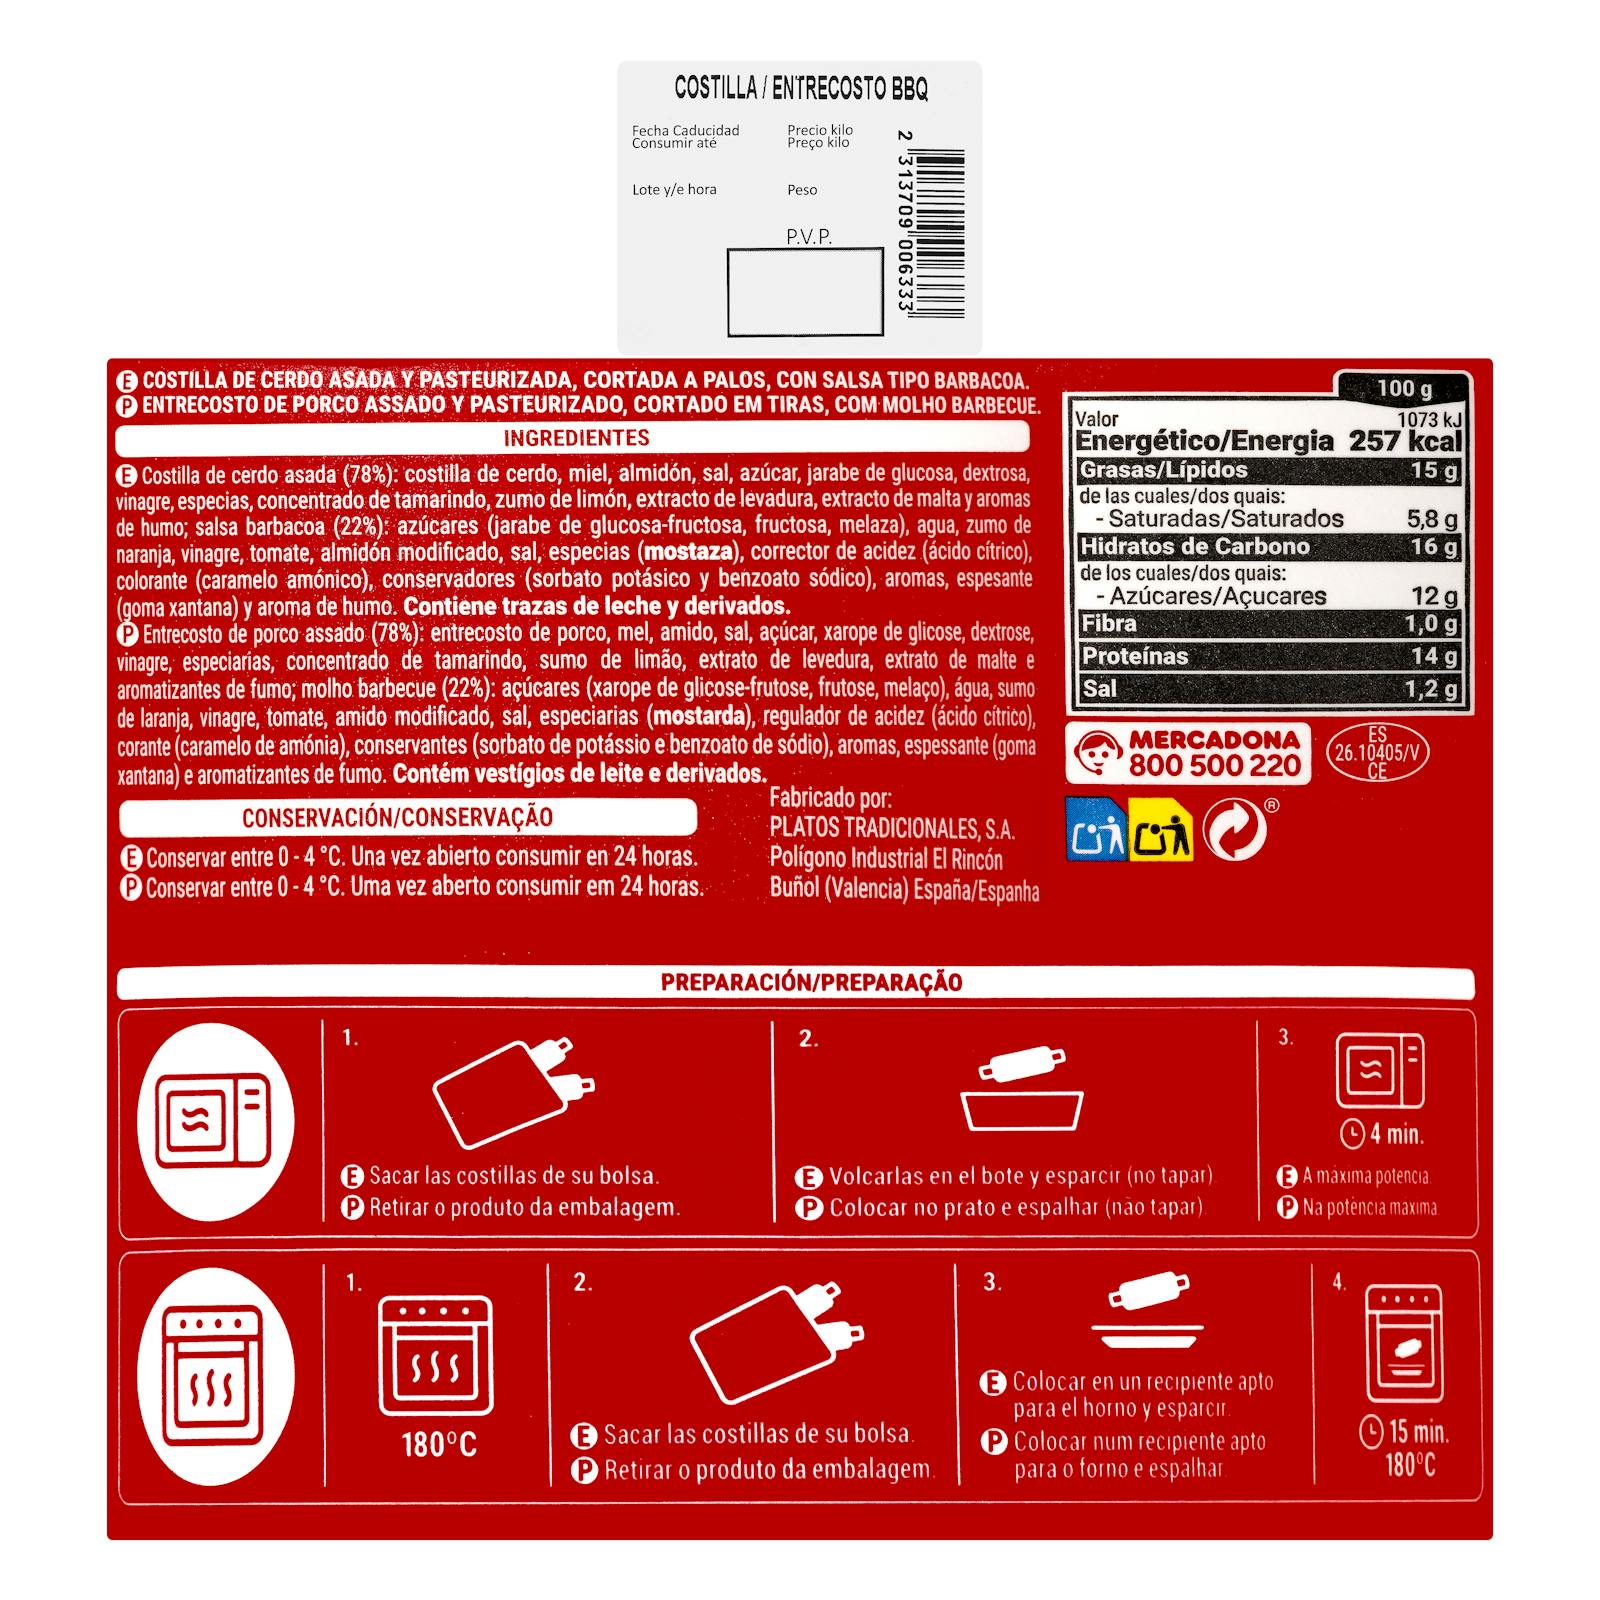 COSTILLA / ENTRECOSTO BBQ
Fecha Caducidad
Consumir até
Precio kilo
Preço kilo
Lote y/e hora
Peso
P.V.P.
2 313709 006333
E COSTILLA DE CERDO ASADA Y PASTEURIZADA, CORTADA A PALOS, CON SALSA TIPO BARBACOA.
P ENTRECOSTO DE PORCO ASSADO Y PASTEURIZADO, CORTADO EM TIRAS, COM MOLHO BARBECUE.
INGREDIENTES
E Costilla de cerdo asada (78%): costilla de cerdo, miel, almidón, sal, azúcar, jarabe de glucosa, dextrosa,
vinagre, especias, concentrado de tamarindo, zumo de limón, extracto de levadura, extracto de malta y aromas
de humo; salsa barbacoa (22%): azúcares (jarabe de glucosa-fructosa, fructosa, melaza), agua, zumo de
naranja, vinagre, tomate, almidón modificado, sal, especias (mostaza), corrector de acidez (ácido cítrico),
colorante (caramelo amónico), conservadores (sorbato potásico y benzoato sódico), aromas, espesante
(goma xantana) y aroma de humo. Contiene trazas de leche y derivados.
P Entrecosto de porco assado (78%): entrecosto de porco, mel, amido, sal, açúcar, xarope de glicose, dextrose,
vinagre, especiarias, concentrado de tamarindo, sumo de limão, extrato de levedura, extrato de malte e
aromatizantes de fumo; molho barbecue (22%): açúcares (xarope de glicose-frutose, frutose, melaço), água, sumo
de laranja, vinagre, tomate, amido modificado, sal, especiarias (mostarda), regulador de acidez (ácido cítrico),
corante (caramelo de amónia), conservantes (sorbato de potássio e benzoato de sódio), aromas, espessante (goma
xantana) e aromatizantes de fumo. Contém vestígios de leite e derivados.
CONSERVACIÓN/CONSERVAÇÃO
E Conservar entre 0 - 4 °C. Una vez abierto consumir en 24 horas.
P Conservar entre 0 - 4 °C. Uma vez aberto consumir em 24 horas.
Fabricado por:
PLATOS TRADICIONALES, S.A.
Polígono Industrial El Rincón
Buñol (Valencia) España/Espanha
100 g
Valor 1073 kJ
Energético/Energia 257 kcal
Grasas/Lípidos 15 g
de las cuales/dos quais:
- Saturadas/Saturados 5,8 g
Hidratos de Carbono 16 g
de los cuales/dos quais:
- Azúcares/Açucares 12 g
Fibra 1,0 g
Proteínas 14 g
Sal 1,2 g
MERCADONA
800 500 220
ES
26.10405/V
CE
®
PREPARACIÓN/PREPARAÇÃO
1.
E Sacar las costillas de su bolsa.
P Retirar o produto da embalagem.
2.
E Volcarlas en el bote y esparcir (no tapar).
P Colocar no prato e espalhar (não tapar).
3.
4 min.
E A máxima potencia.
P Na potência máxima.
1.
180ºC
2.
E Sacar las costillas de su bolsa.
P Retirar o produto da embalagem.
3.
E Colocar en un recipiente apto
para el horno y esparcir.
P Colocar num recipiente apto
para o forno e espalhar.
4.
15 min.
180ºC